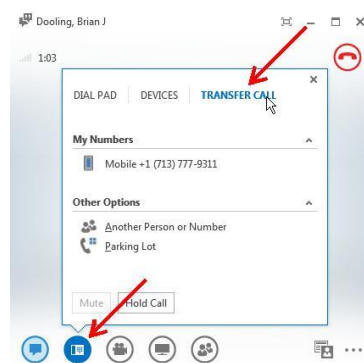 Dooling, Brian J
1:03
DIAL PAD DEVICES TRANSFER CALL
My Numbers
Mobile +1 (713) 777-9311
Other Options
Another Person or Number
Parking Lot
Mute Hold Call